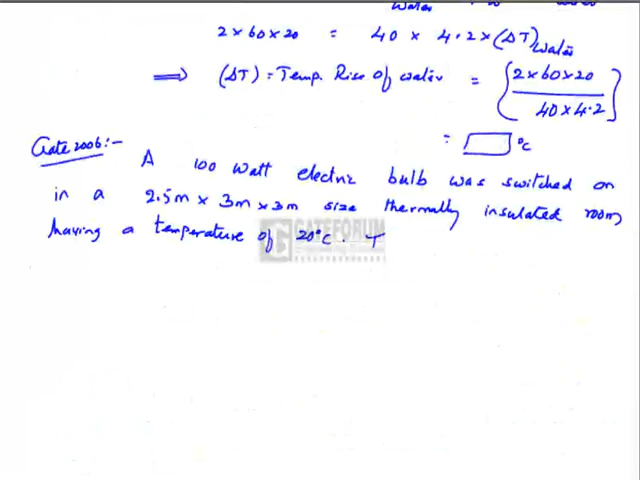 water
2 × 60 × 20 = 40 × 4.2 × (ΔT)water
⟹ (ΔT) = Temp. Rise of water = (2 × 60 × 20 / 40 × 4.2)
= °C
Gate 2006:-
A 100 watt electric bulb was switched on
in a 2.5m × 3m × 3m size thermally insulated room
having a temperature of 20°C. T
GATEFORUM